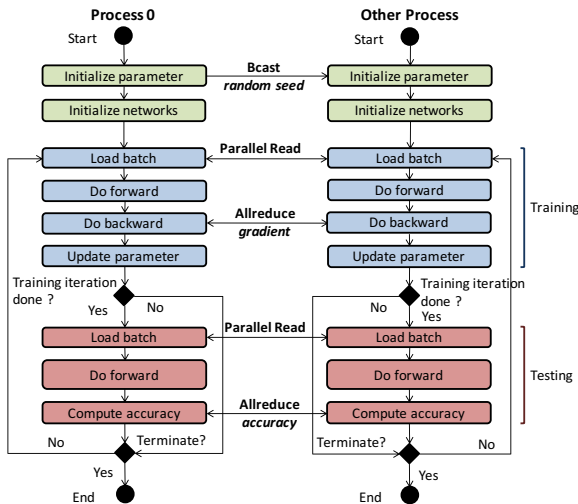 Process 0
Other Process
Start
Start
Initialize parameter
Bcast
random seed
Initialize parameter
Initialize networks
Initialize networks
Load batch
Parallel Read
Load batch
Do forward
Do forward
Do backward
Allreduce
gradient
Do backward
Training
Update parameter
Update parameter
Training iteration
done ?
No
Yes
No
Training iteration
done ?
Yes
Load batch
Parallel Read
Load batch
Do forward
Do forward
Testing
Compute accuracy
Allreduce
accuracy
Compute accuracy
No
Terminate?
Terminate?
No
Yes
Yes
End
End